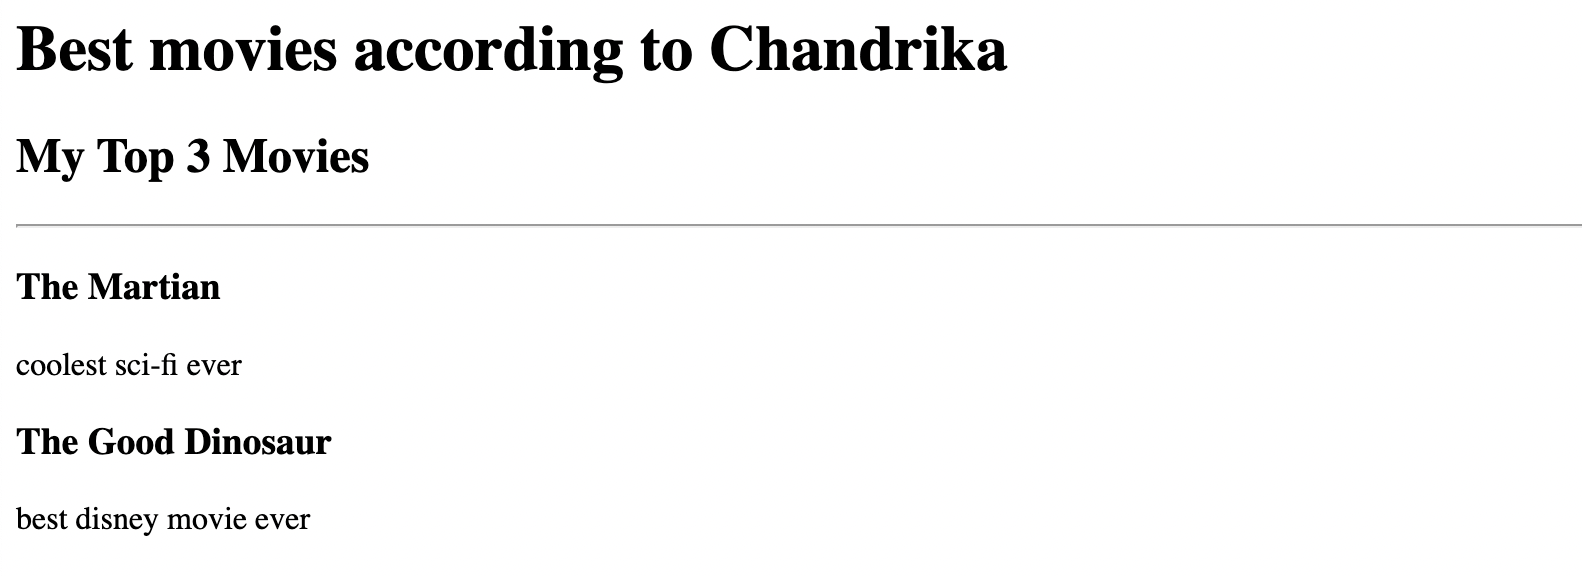 Best movies according to Chandrika
My Top 3 Movies
The Martian
coolest sci-fi ever
The Good Dinosaur
best disney movie ever